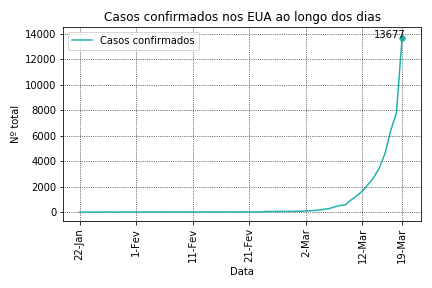 Casos confirmados nos EUA ao longo dos dias
Casos confirmados
13677
14000
12000
10000
8000
6000
4000
2000
0
Nº total
22-Jan
1-Fev
11-Fev
21-Fev
2-Mar
12-Mar
19-Mar
Data